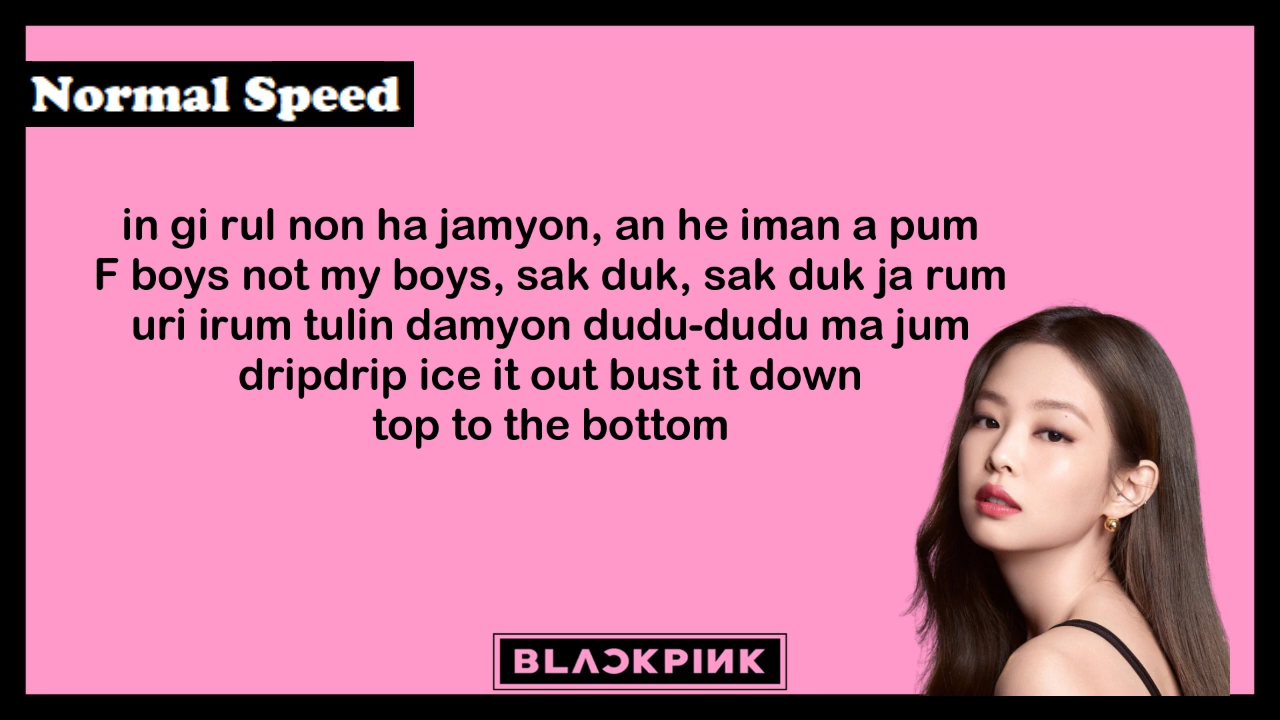 Normal Speed
in gi rul non ha jamyon, an he iman a pum
F boys not my boys, sak duk, sak duk ja rum
uri irum tulin damyon dudu-dudu ma jum
dripdrip ice it out bust it down
top to the bottom
BLACKPINK